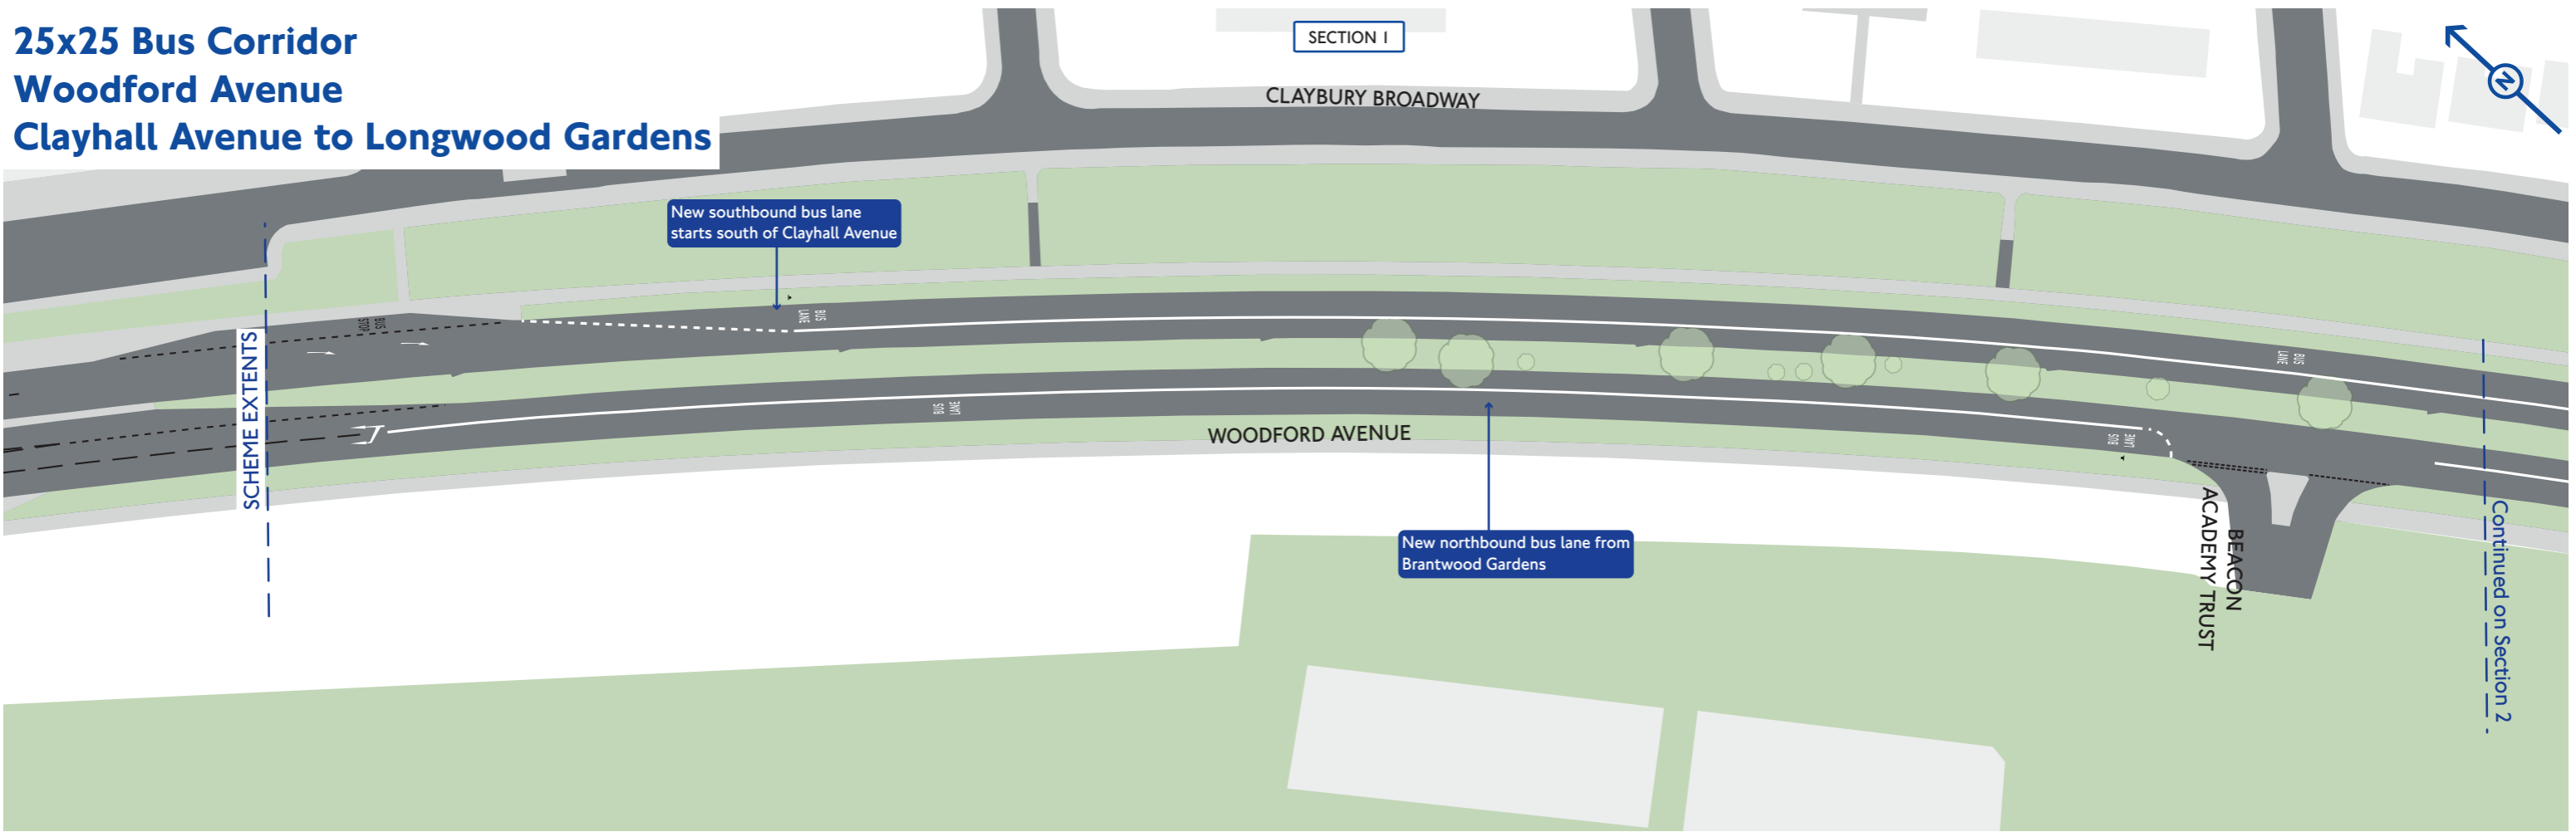 25x25 Bus Corridor
Woodford Avenue
Clayhall Avenue to Longwood Gardens
SECTION 1
N
CLAYBURY BROADWAY
New southbound bus lane
starts south of Clayhall Avenue
SCHEME EXTENTS
BUS
STOP
BUS
LANE
BUS
LANE
BUS
LANE
BUS
LANE
WOODFORD AVENUE
New northbound bus lane from
Brantwood Gardens
BEACON
ACADEMY TRUST
Continued on Section 2